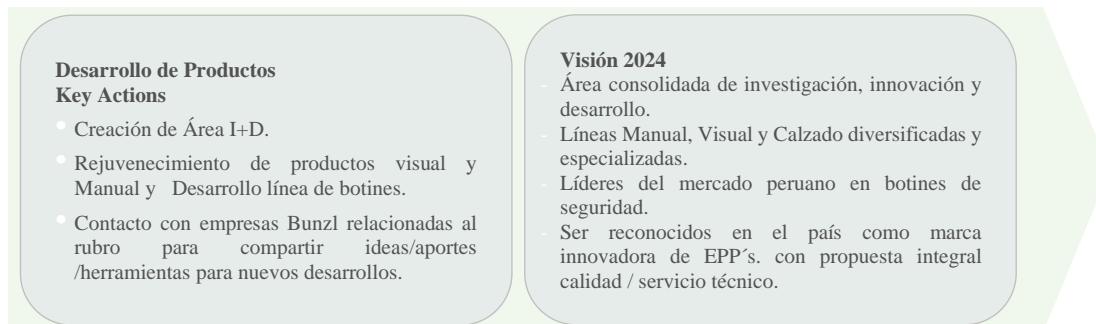 Desarrollo de Productos
Key Actions
Creación de Área I+D.
Rejuvenecimiento de productos visual y
Manual y Desarrollo línea de botines.
Contacto con empresas Bunzl relacionadas al
rubro para compartir ideas/aportes
/herramientas para nuevos desarrollos.
Visión 2024
- Área consolidada de investigación, innovación y
desarrollo.
- Líneas Manual, Visual y Calzado diversificadas y
especializadas.
- Líderes del mercado peruano en botines de
seguridad.
- Ser reconocidos en el país como marca
innovadora de EPP´s. con propuesta integral
calidad / servicio técnico.